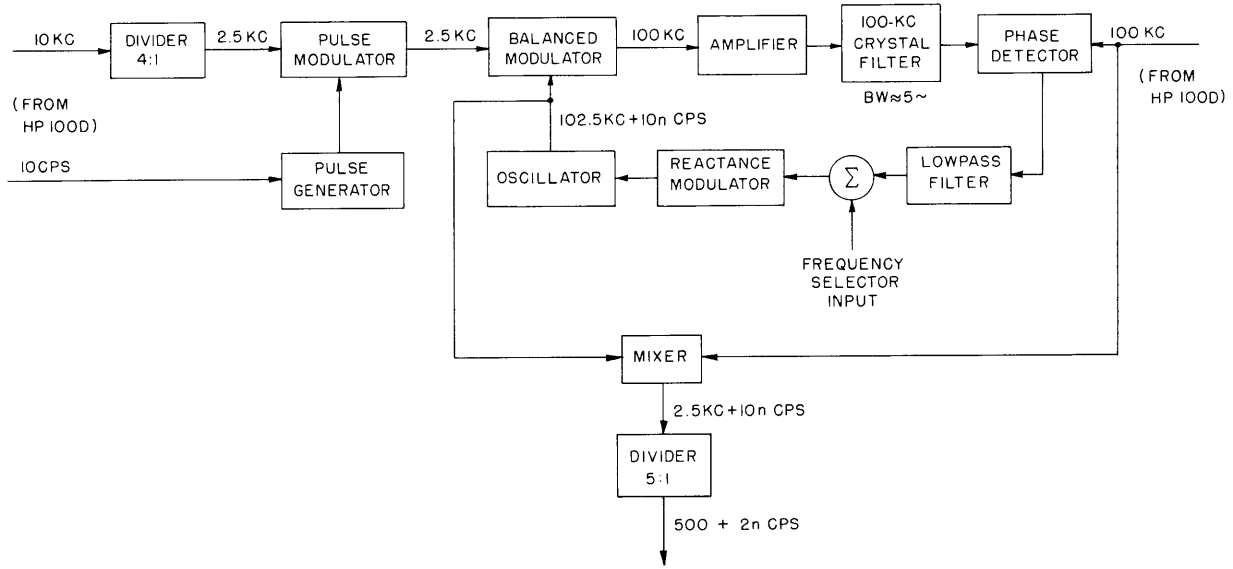 10 KC
DIVIDER
4:1
2.5 KC
PULSE
MODULATOR
2.5 KC
BALANCED
MODULATOR
100 KC
AMPLIFIER
100-KC
CRYSTAL
FILTER
BW≈5~
PHASE
DETECTOR
100 KC
(FROM
HP 100D)
(FROM
HP 100D)
102.5 KC + 10n CPS
10 CPS
PULSE
GENERATOR
OSCILLATOR
REACTANCE
MODULATOR
Σ
LOWPASS
FILTER
FREQUENCY
SELECTOR
INPUT
MIXER
2.5 KC + 10n CPS
DIVIDER
5:1
500 + 2n CPS